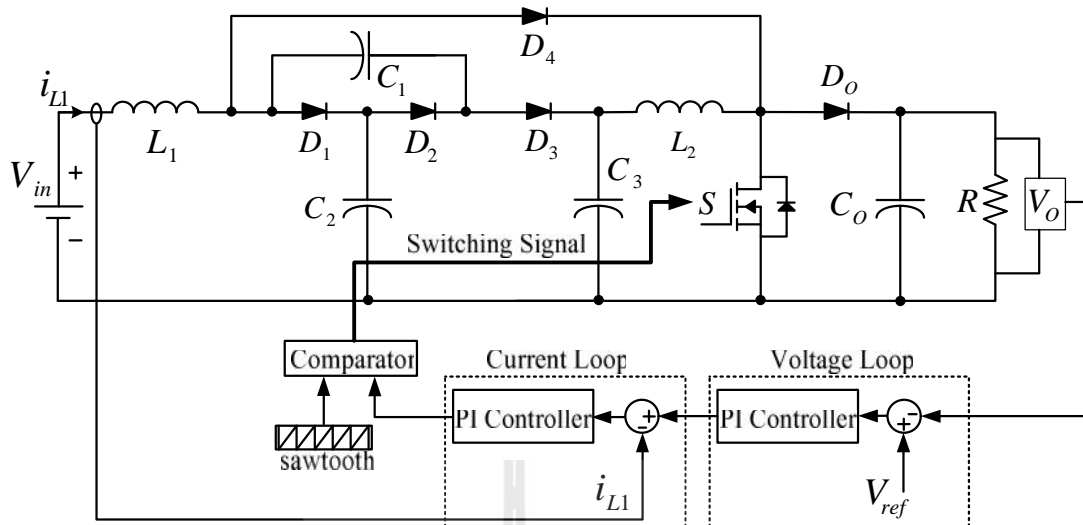 D4
C1
iL1
DO
L1
D1
D2
D3
L2
Vin
+
−
C2
C3
S
CO
R
VO
Switching Signal
Comparator
Current Loop
Voltage Loop
PI Controller
+
−
PI Controller
−
+
sawtooth
iL1
Vref